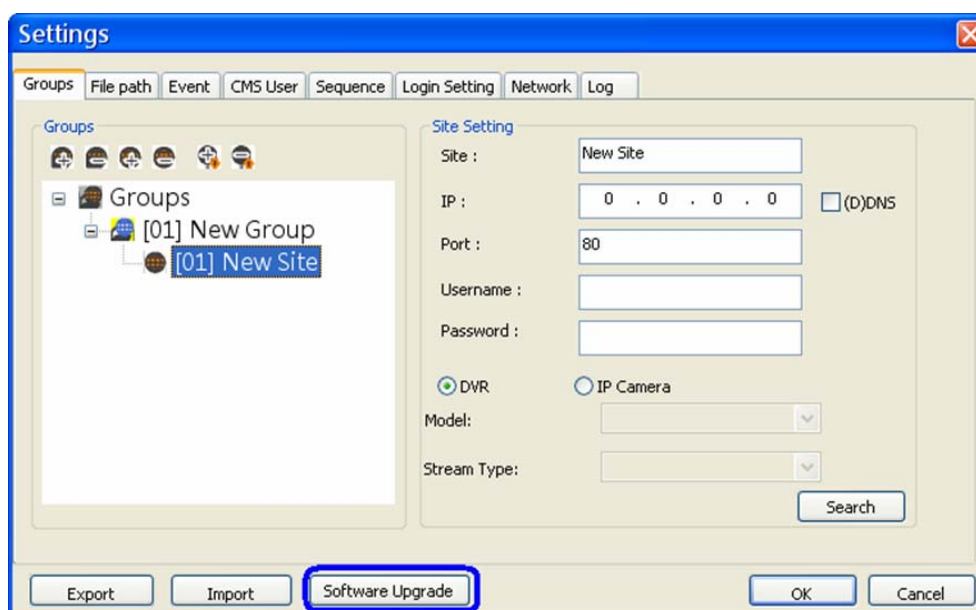 Settings
Groups File path Event CMS User Sequence Login Setting Network Log
Groups
Groups
[01] New Group
[01] New Site
Site Setting
Site : New Site
IP : 0 . 0 . 0 . 0 (D)DNS
Port : 80
Username :
Password :
DVR IP Camera
Model:
Stream Type:
Search
Export Import Software Upgrade OK Cancel